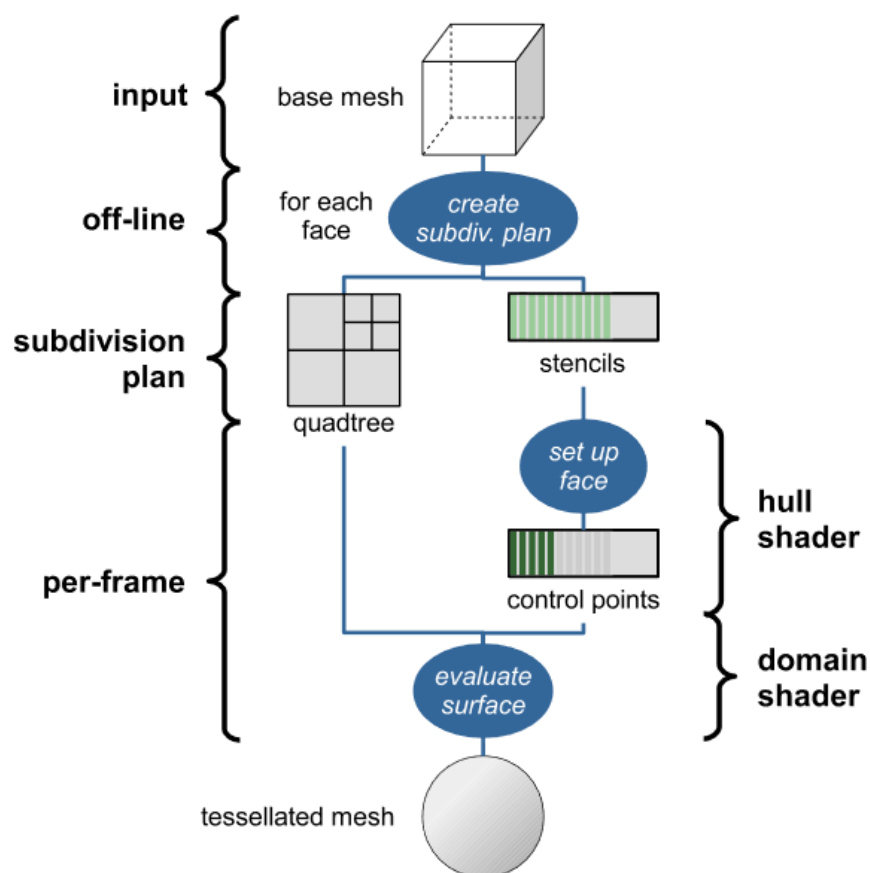 input
base mesh
off-line
for each
face
create
subdiv. plan
subdivision
plan
quadtree
stencils
set up
face
hull
shader
per-frame
control points
evaluate
surface
domain
shader
tessellated mesh